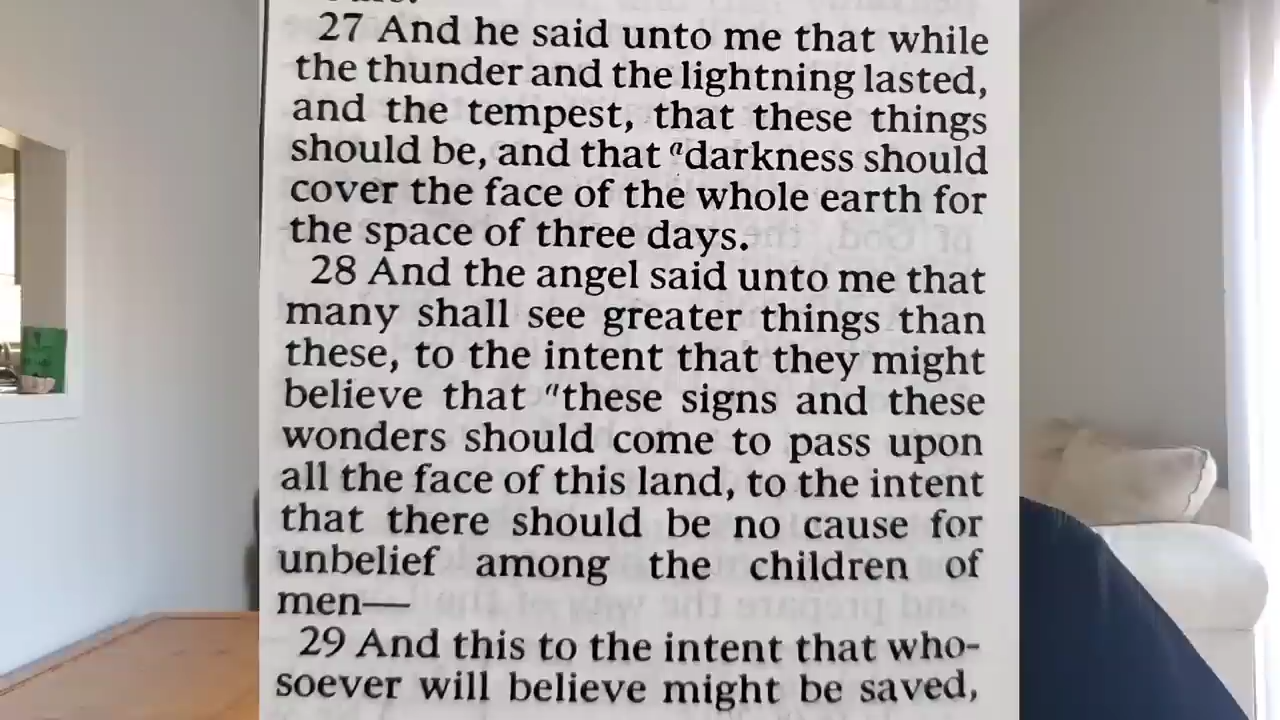 27 And he said unto me that while
the thunder and the lightning lasted,
and the tempest, that these things
should be, and that ᵃdarkness should
cover the face of the whole earth for
the space of three days.
28 And the angel said unto me that
many shall see greater things than
these, to the intent that they might
believe that ᵃthese signs and these
wonders should come to pass upon
all the face of this land, to the intent
that there should be no cause for
unbelief among the children of
men—
29 And this to the intent that who-
soever will believe might be saved,